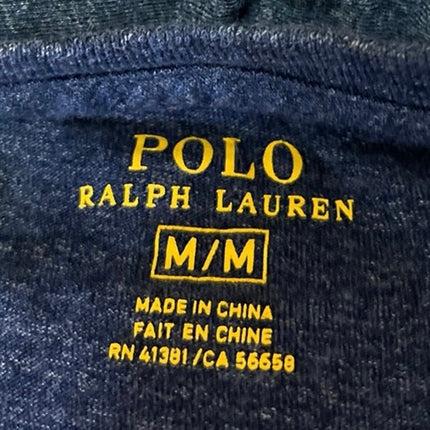 POLO
RALPH LAUREN
M/M
MADE IN CHINA
FAIT EN CHINE
RN 41381 / CA 56658